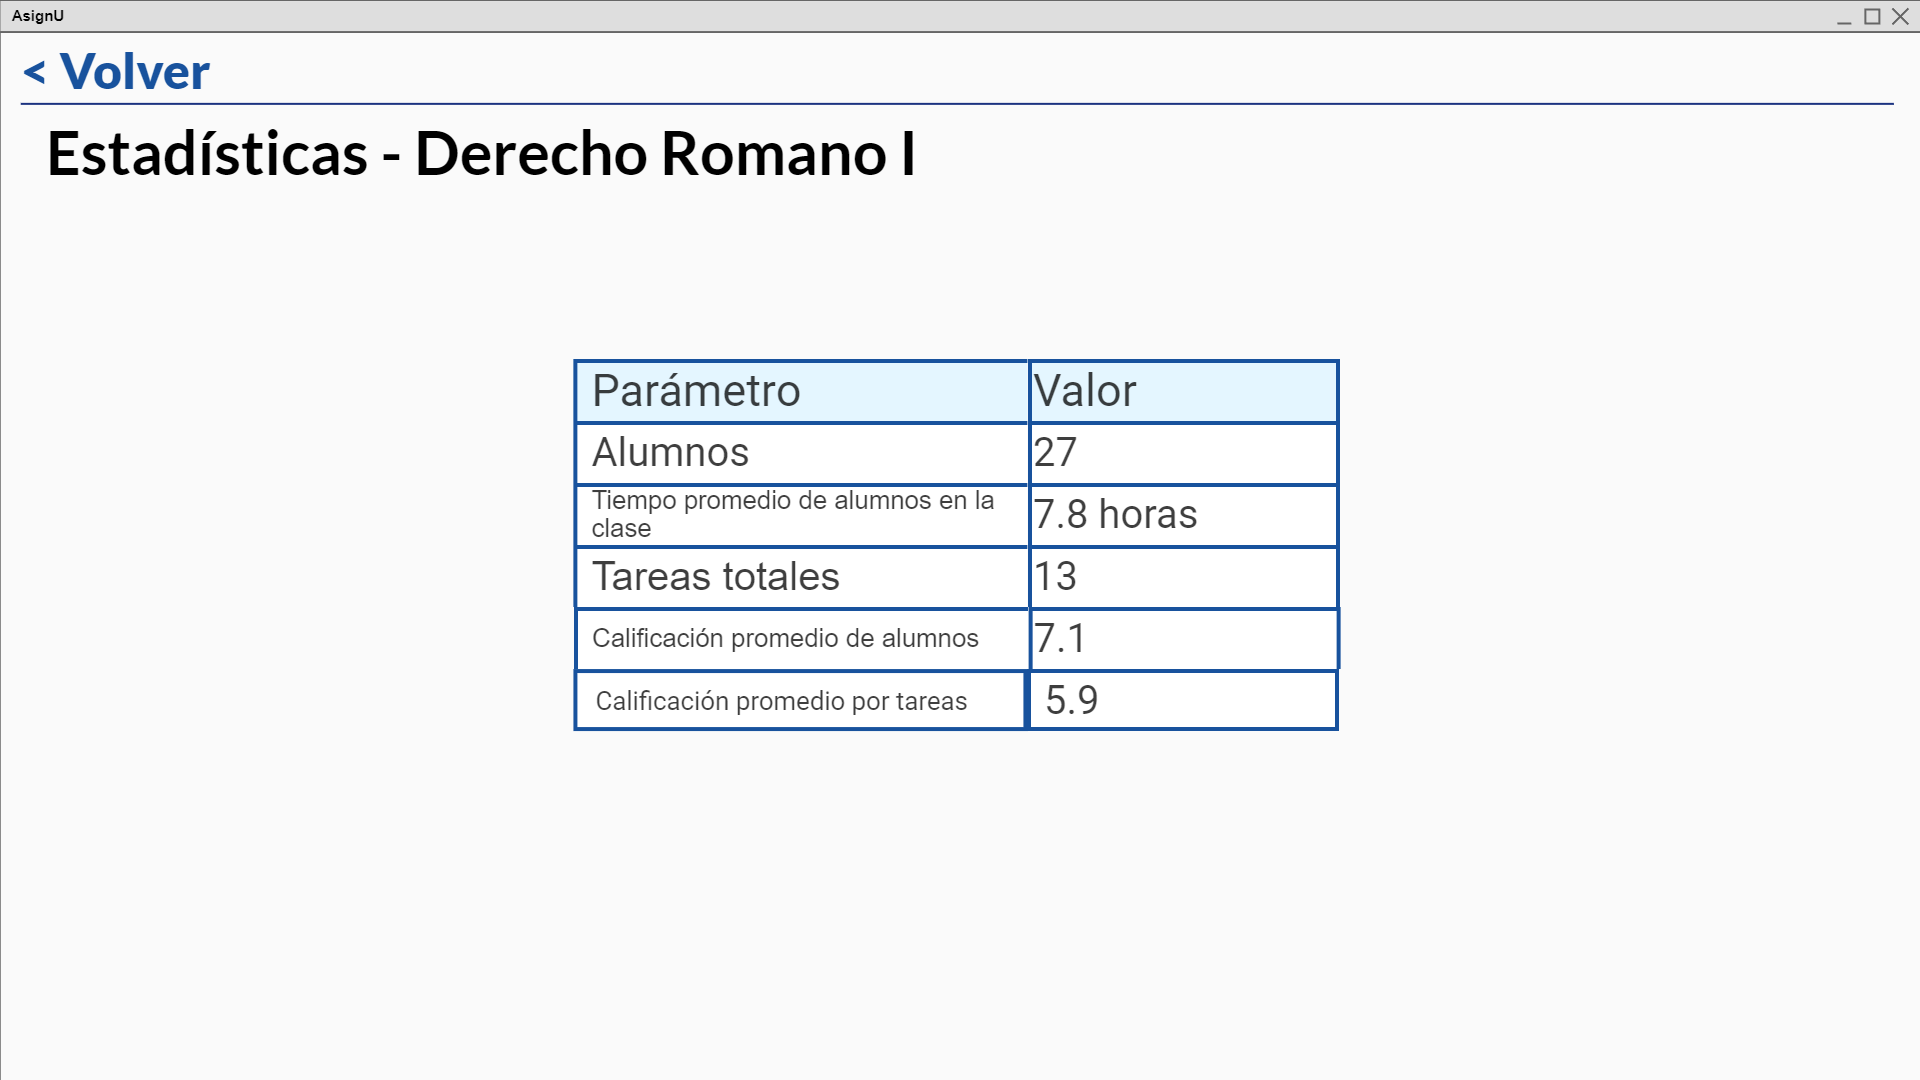 AsignU
< Volver
Estadísticas - Derecho Romano I
Parámetro Valor
Alumnos 27
Tiempo promedio de alumnos en la
clase
7.8 horas
Tareas totales 13
Calificación promedio de alumnos 7.1
Calificación promedio por tareas 5.9